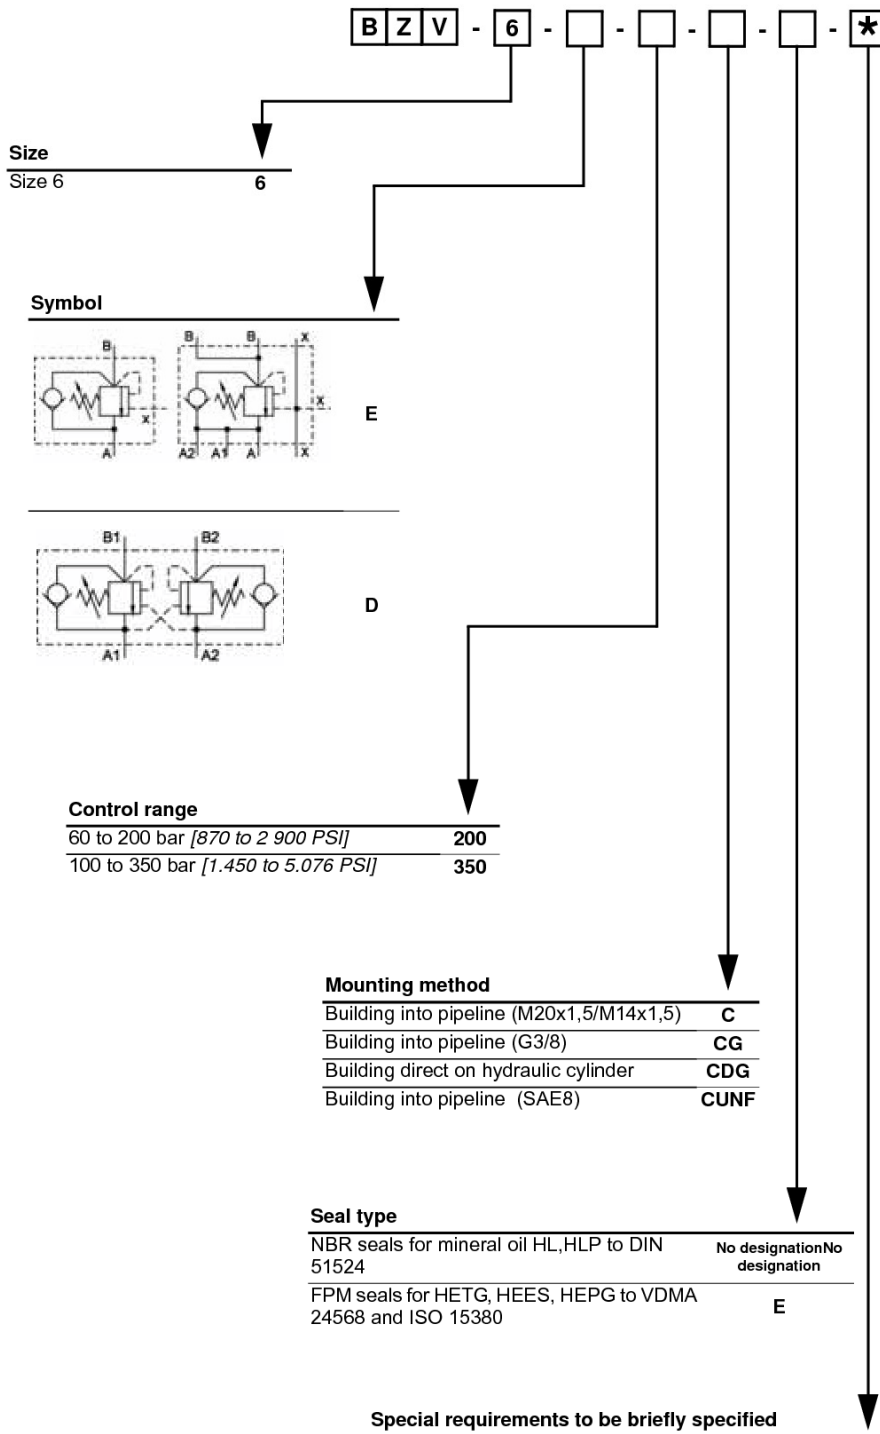 B Z V - 6 - - - - - *
Size
Size 6 6
Symbol
B B B X
X X
E
A A2 A1 A X
B1 B2
D
A1 A2
Control range
60 to 200 bar [870 to 2 900 PSI] 200
100 to 350 bar [1.450 to 5.076 PSI] 350
Mounting method
Building into pipeline (M20x1,5/M14x1,5) C
Building into pipeline (G3/8) CG
Building direct on hydraulic cylinder CDG
Building into pipeline (SAE8) CUNF
Seal type
NBR seals for mineral oil HL,HLP to DIN No designationNo
51524 designation
FPM seals for HETG, HEES, HEPG to VDMA E
24568 and ISO 15380
Special requirements to be briefly specified